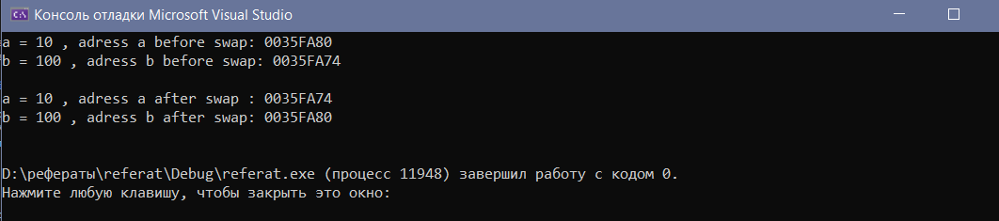 Консоль отладки Microsoft Visual Studio
a = 10 , adress a before swap: 0035FA80
b = 100 , adress b before swap: 0035FA74
a = 10 , adress a after swap : 0035FA74
b = 100 , adress b after swap: 0035FA80
D:\рефераты\referat\Debug\referat.exe (процесс 11948) завершил работу с кодом 0.
Нажмите любую клавишу, чтобы закрыть это окно: